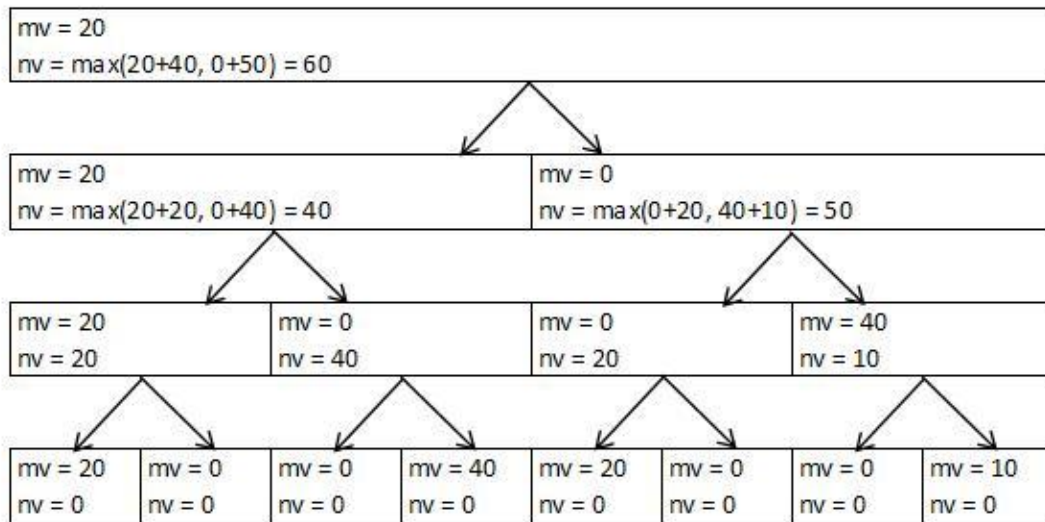 mv = 20
nv = max(20+40, 0+50) = 60
mv = 20
nv = max(20+20, 0+40) = 40
mv = 0
nv = max(0+20, 40+10) = 50
mv = 20
nv = 20
mv = 0
nv = 40
mv = 0
nv = 20
mv = 40
nv = 10
mv = 20
nv = 0
mv = 0
nv = 0
mv = 0
nv = 0
mv = 40
nv = 0
mv = 20
nv = 0
mv = 0
nv = 0
mv = 0
nv = 0
mv = 10
nv = 0